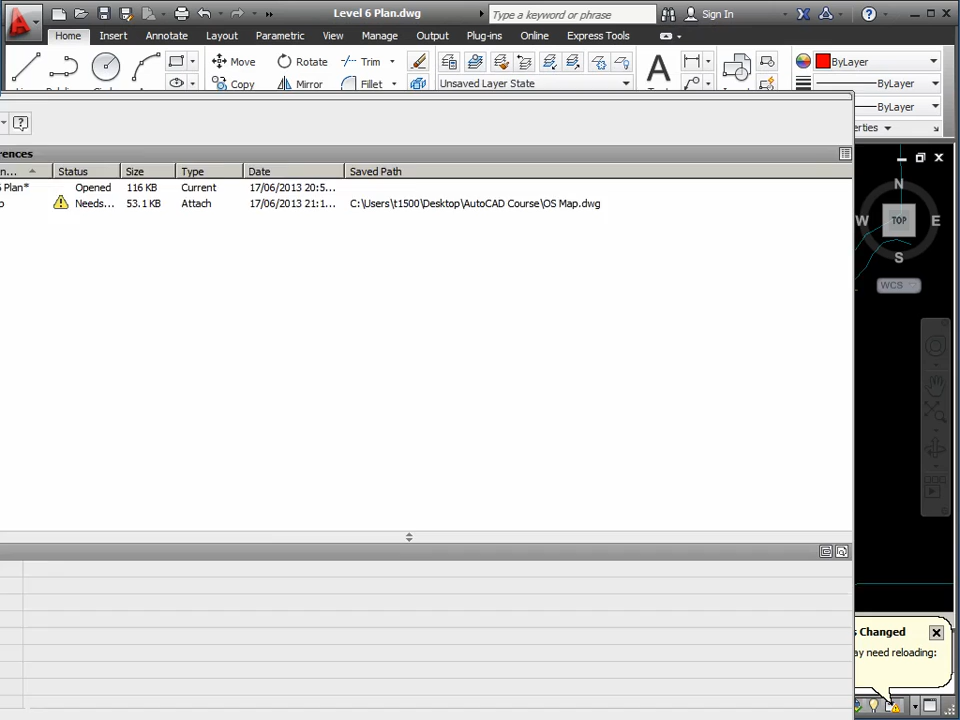 Level 6 Plan.dwg
Type a keyword or phrase
Sign In
Home Insert Annotate Layout Parametric View Manage Output Plug-ins Online Express Tools
Move Rotate Trim
Copy Mirror Fillet
Unsaved Layer State
ByLayer
ByLayer
ByLayer
erties
rences
n... Status Size Type Date Saved Path
Plan* Opened 116 KB Current 17/06/2013 20:5...
p Needs... 53.1 KB Attach 17/06/2013 21:1... C:\Users\t1500\Desktop\AutoCAD Course\OS Map.dwg
N
W TOP E
S
WCS
s Changed
ay need reloading: